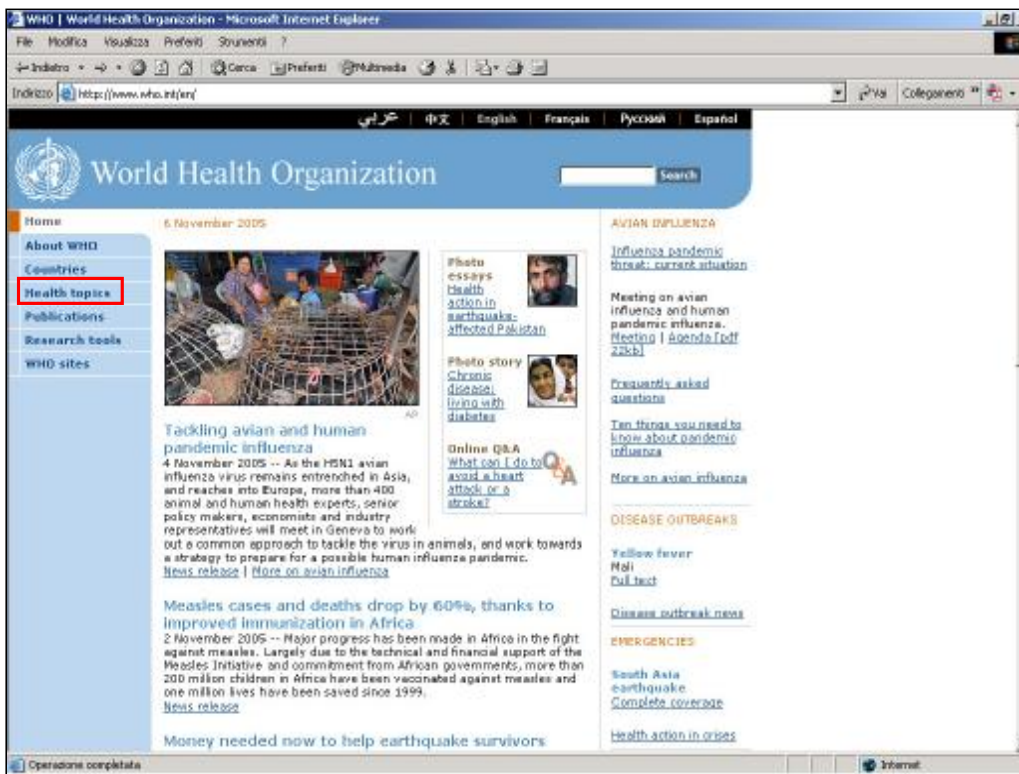 WHO | World Health Organization - Microsoft Internet Explorer
File Modifica Visualizza Preferiti Strumenti ?
Indietro Cerca Preferiti Multimedia
Indirizzo http://www.who.int/en/ Vai Collegamenti »
عربي | 中文 | English | Français | Русский | Español
World Health Organization Search
Home
About WHO
Countries
Health topics
Publications
Research tools
WHO sites
6 November 2005
AP
Tackling avian and human
pandemic influenza
4 November 2005 -- As the H5N1 avian
influenza virus remains entrenched in Asia,
and reaches into Europe, more than 400
animal and human health experts, senior
policy makers, economists and industry
representatives will meet in Geneva to work
out a common approach to tackle the virus in animals, and work towards
a strategy to prepare for a possible human influenza pandemic.
News release | More on avian influenza
Measles cases and deaths drop by 60%, thanks to
improved immunization in Africa
2 November 2005 -- Major progress has been made in Africa in the fight
against measles. Largely due to the technical and financial support of the
Measles Initiative and commitment from African governments, more than
200 million children in Africa have been vaccinated against measles and
one million lives have been saved since 1999.
News release
Money needed now to help earthquake survivors
Photo
essays
Health
action in
earthquake-
affected Pakistan
Photo story
Chronic
disease:
living with
diabetes
Online Q&A
What can I do to
avoid a heart
attack or a
stroke?
Q&A
AVIAN INFLUENZA
Influenza pandemic
threat: current situation
Meeting on avian
influenza and human
pandemic influenza.
Meeting | Agenda [pdf
22kb]
Frequently asked
questions
Ten things you need to
know about pandemic
influenza
More on avian influenza
DISEASE OUTBREAKS
Yellow fever
Mali
Full text
Disease outbreak news
EMERGENCIES
South Asia
earthquake
Complete coverage
Health action in crises
Operazione completata Internet